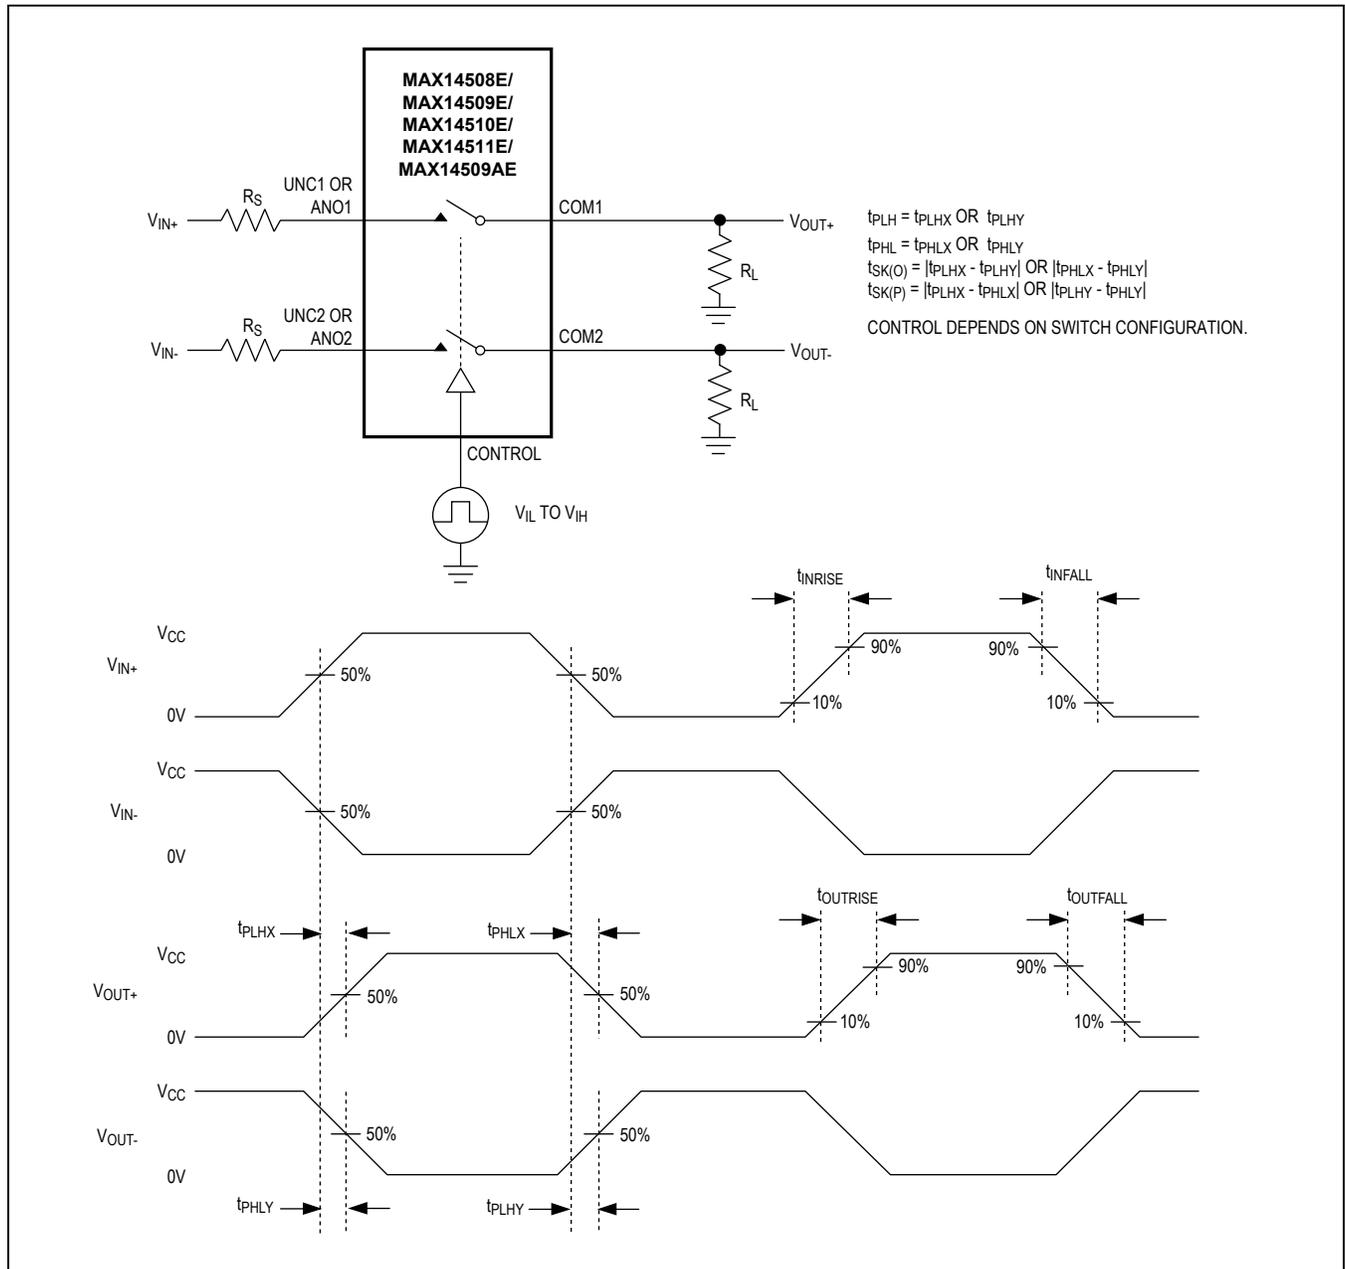 MAX14508E/
MAX14509E/
MAX14510E/
MAX14511E/
MAX14509AE
UNC1 OR
ANO1
RS
VIN+
COM1
VOUT+
RL
UNC2 OR
ANO2
RS
VIN-
COM2
VOUT-
RL
CONTROL
VIL TO VIH
tPLH = tPLHX OR tPLHY
tPHL = tPHLX OR tPHLY
tSK(O) = |tPLHX - tPLHY| OR |tPHLX - tPHLY|
tSK(P) = |tPLHX - tPHLX| OR |tPLHY - tPHLY|
CONTROL DEPENDS ON SWITCH CONFIGURATION.
tINRISE
tINFALL
VCC
VIN+
0V
50%
50%
90%
10%
90%
10%
VCC
VIN-
0V
50%
50%
tPLHX
tPHLX
tOUTRISE
tOUTFALL
VCC
VOUT+
0V
50%
50%
90%
10%
90%
10%
VCC
VOUT-
0V
50%
50%
tPHLY
tPLHY